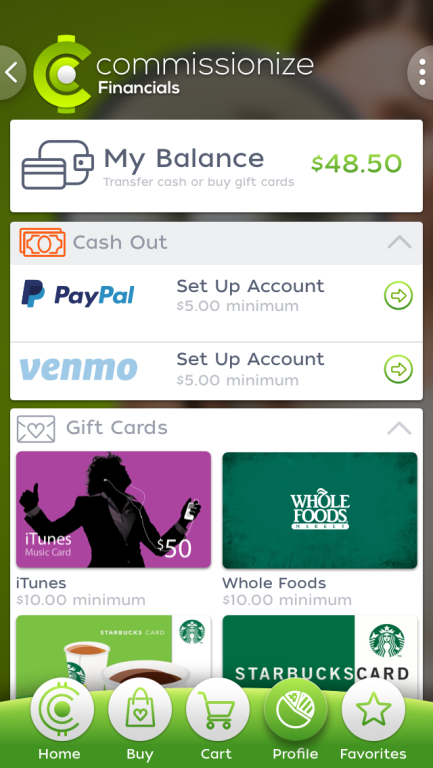 commissionize
Financials
My Balance
Transfer cash or buy gift cards
$48.50
Cash Out
PayPal
Set Up Account
$5.00 minimum
venmo
Set Up Account
$5.00 minimum
Gift Cards
iTunes
Music Card
$50
WHOLE
FOODS
MARKET
iTunes
$10.00 minimum
Whole Foods
$10.00 minimum
STARBUCKS CARD
STARBUCKSCARD
Home
Buy
Cart
Profile
Favorites